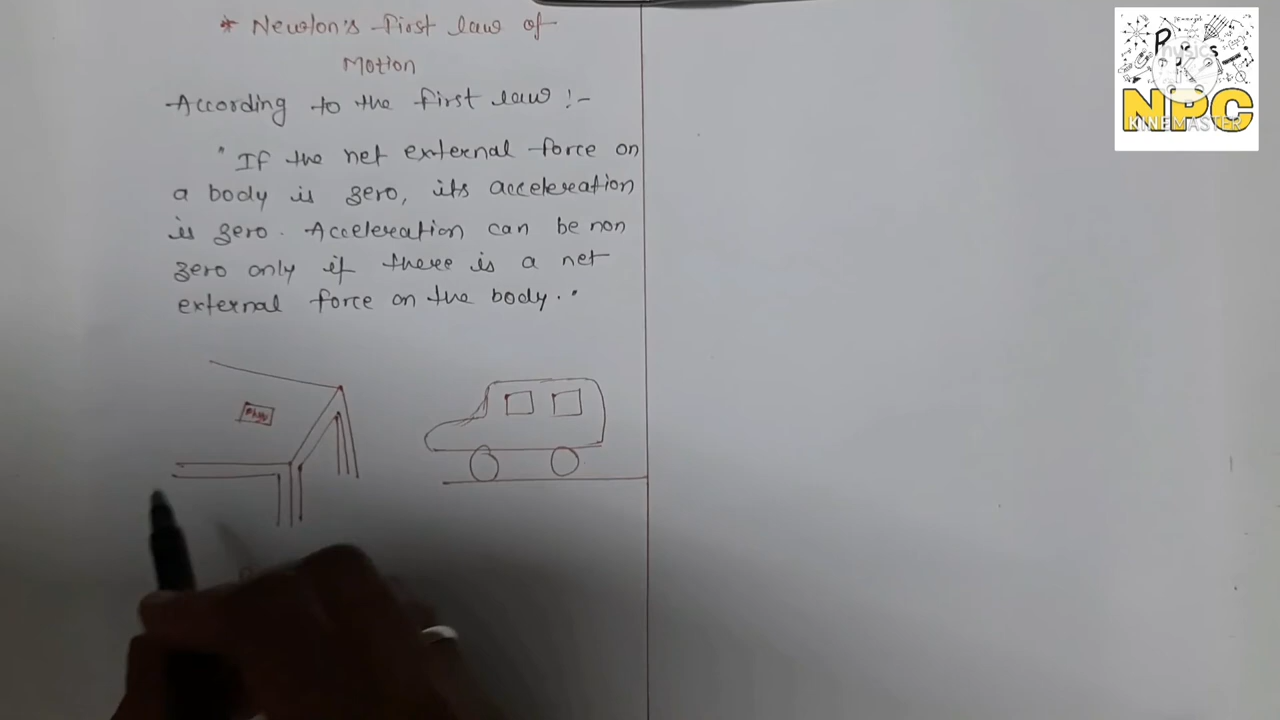 * Newton's first law of
Motion
According to the first law :-
"If the net external force on
a body is zero, its acceleration
is zero. Acceleration can be non
zero only if there is a net
external force on the body."
Physics
NPC
KINEMASTER